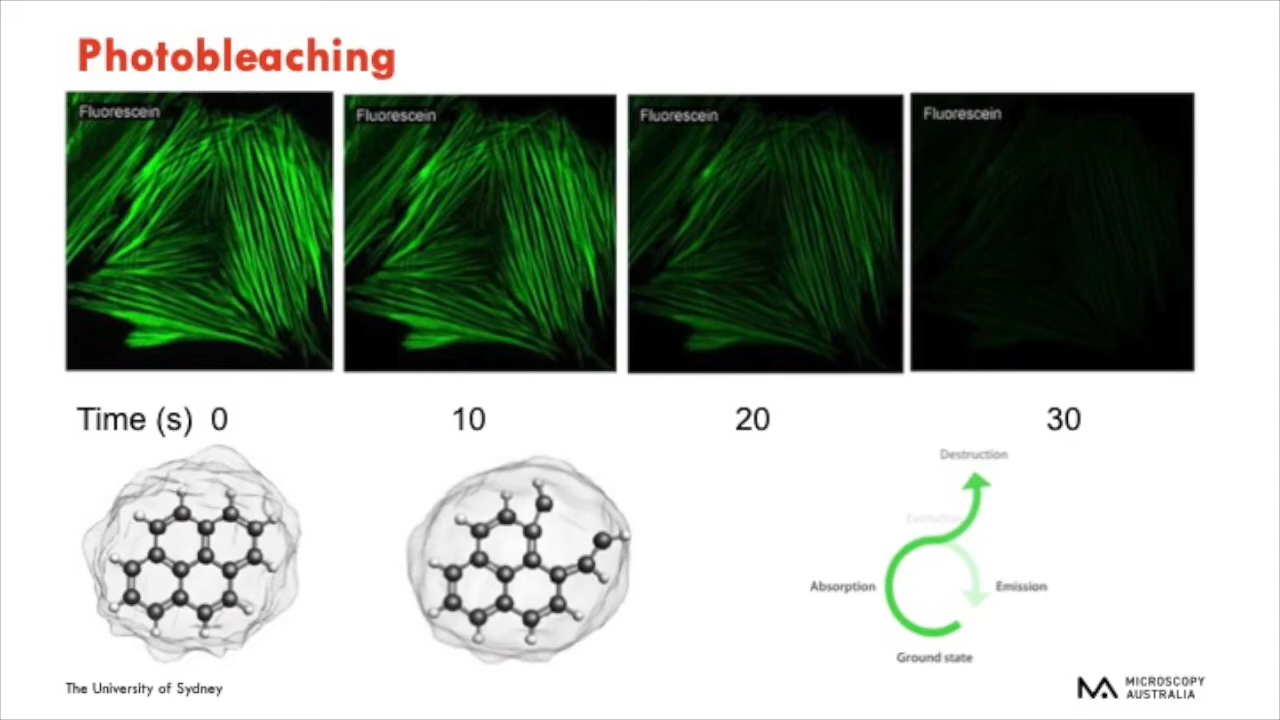 Photobleaching
Fluorescein
Fluorescein
Fluorescein
Fluorescein
Time (s) 0
10
20
30
Destruction
Excitation
Absorption
Emission
Ground state
The University of Sydney
MICROSCOPY
AUSTRALIA